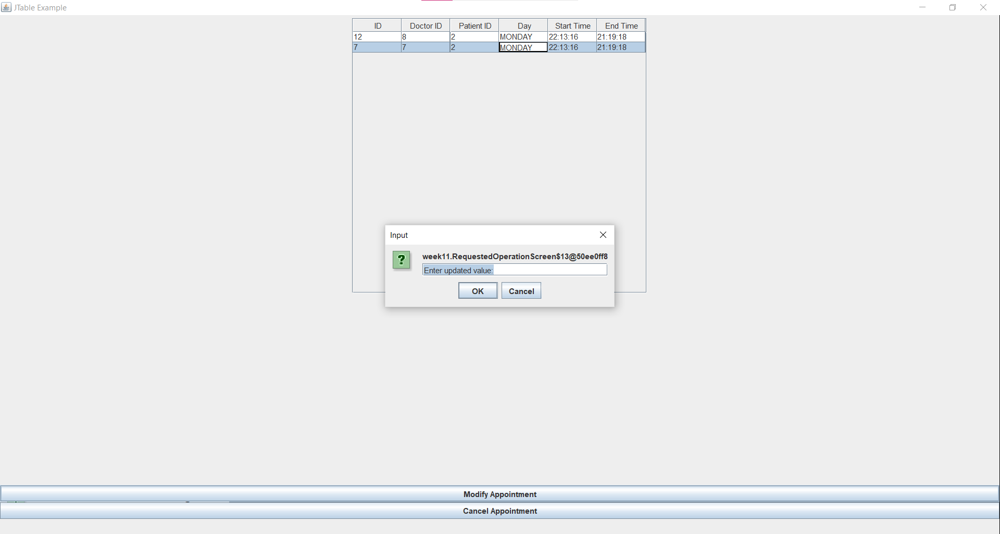 JTable Example
ID Doctor ID Patient ID Day Start Time End Time
12 8 2 MONDAY 22:13:16 21:19:18
7 7 2 MONDAY 22:13:16 21:19:18
Input
week11.RequestedOperationScreen$13@50ee0ff8
Enter updated value:
OK Cancel
Modify Appointment
Cancel Appointment